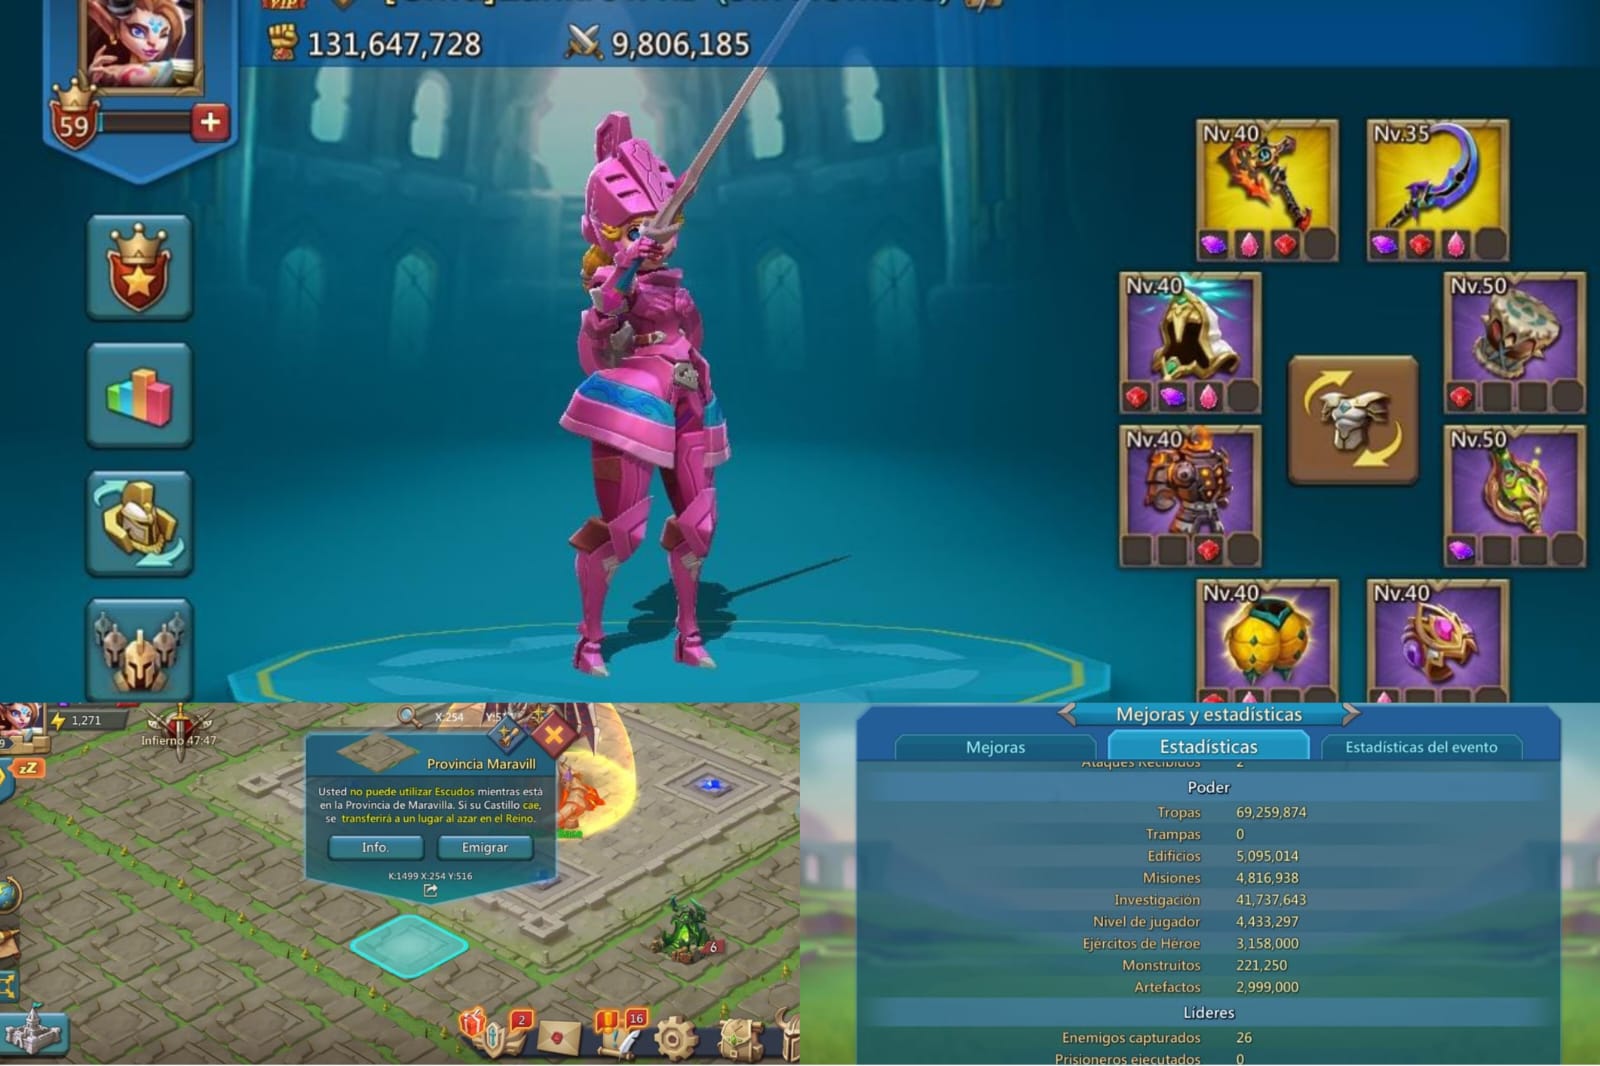 VIP
131,647,728 9,806,185
59
Nv.40 Nv.35
Nv.40 Nv.50
Nv.40 Nv.50
Nv.40 Nv.40
1,271
X:254
Infierno 47:47
zZ
Provincia Maravill
Usted no puede utilizar Escudos mientras está
en la Provincia de Maravilla. Si su Castillo cae,
se transferirá a un lugar al azar en el Reino.
Info. Emigrar
K:1499 X:254 Y:516
6
2
16
Mejoras y estadísticas
Mejoras Estadísticas Estadísticas del evento
Ataques Recibidos 2
Poder
Tropas 69,259,874
Trampas 0
Edificios 5,095,014
Misiones 4,816,938
Investigación 41,737,643
Nivel de jugador 4,433,297
Ejércitos de Héroe 3,158,000
Monstruitos 221,250
Artefactos 2,999,000
Líderes
Enemigos capturados 26
Prisioneros ejecutados 0